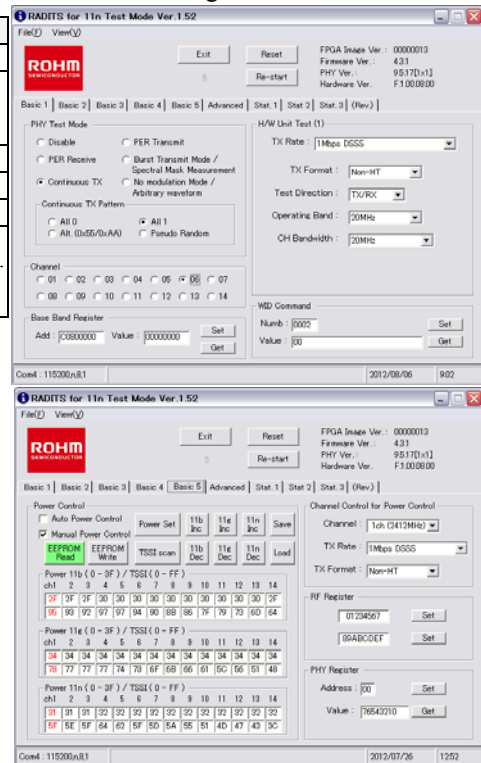 RADITS for 11n Test Mode Ver.1.52
File(F) View(V)
ROHM
SEMICONDUCTOR
Exit
Reset
5
Re-start
FPGA Image Ver. : 00000013
Firmware Ver. : 4.3.1
PHY Ver. : 9.5.17[1x1]
Hardware Ver. F.1.00.08.00
Basic 1 Basic 2 Basic 3 Basic 4 Basic 5 Advanced Stat. 1 Stat. 2 Stat. 3 (Rev)
PHY Test Mode
Disable
PER Transmit
PER Receive
Burst Transmit Mode /
Spectral Mask Measurement
Continuous TX
No modulation Mode /
Arbitrary waveform
Continuous TX Pattern
All 0
All 1
Alt. (0x55/0xAA)
Pseudo Random
Channel
01 02 03 04 05 06 07
08 09 10 11 12 13 14
Base Band Register
Add : C0800000 Value : 00000000 Set
Get
H/W Unit Test (1)
TX Rate : 1Mbps DSSS
TX Format : Non-HT
Test Direction : TX/RX
Operating Band : 20MHz
CH Bandwidth : 20MHz
WID Command
Numb : 0002 Set
Value : 00 Get
Com4 : 115200,n,8,1 2012/08/06 9:02
RADITS for 11n Test Mode Ver.1.52
File(F) View(V)
ROHM
SEMICONDUCTOR
Exit
Reset
3
Re-start
FPGA Image Ver. : 00000013
Firmware Ver. : 4.3.1
PHY Ver. : 9.5.17[1x1]
Hardware Ver. F.1.00.08.00
Basic 1 Basic 2 Basic 3 Basic 4 Basic 5 Advanced Stat. 1 Stat. 2 Stat. 3 (Rev)
Power Control
Auto Power Control
Manual Power Control
Power Set
11b Inc
11g Inc
11n Inc
Save
EEPROM Read
EEPROM Write
TSSI scan
11b Dec
11g Dec
11n Dec
Load
Power 11b ( 0 - 3F ) / TSSI ( 0 - FF )
ch1 2 3 4 5 6 7 8 9 10 11 12 13 14
2F 2F 2F 30 30 30 30 30 30 30 30 30 30 2F
95 93 92 97 97 94 90 8B 86 7F 79 73 6D 64
Power 11g ( 0 - 3F ) / TSSI ( 0 - FF )
ch1 2 3 4 5 6 7 8 9 10 11 12 13 14
34 34 34 34 34 34 34 34 34 34 34 34 34 34
78 77 77 77 74 73 6F 6B 66 61 5C 56 51 48
Power 11n ( 0 - 3F ) / TSSI ( 0 - FF )
ch1 2 3 4 5 6 7 8 9 10 11 12 13 14
31 31 31 32 32 32 32 32 32 32 32 32 32 32
5F 5E 5F 64 62 5F 5D 5A 55 51 4D 47 43 3C
Channel Control for Power Control
Channel : 1ch (2412MHz)
TX Rate : 1Mbps DSSS
TX Format : Non-HT
RF Register
01234567 Set
89ABCDEF Set
PHY Register
Address : 00 Set
Value : 76543210 Get
Com4 : 115200,n,8,1 2012/07/26 12:52